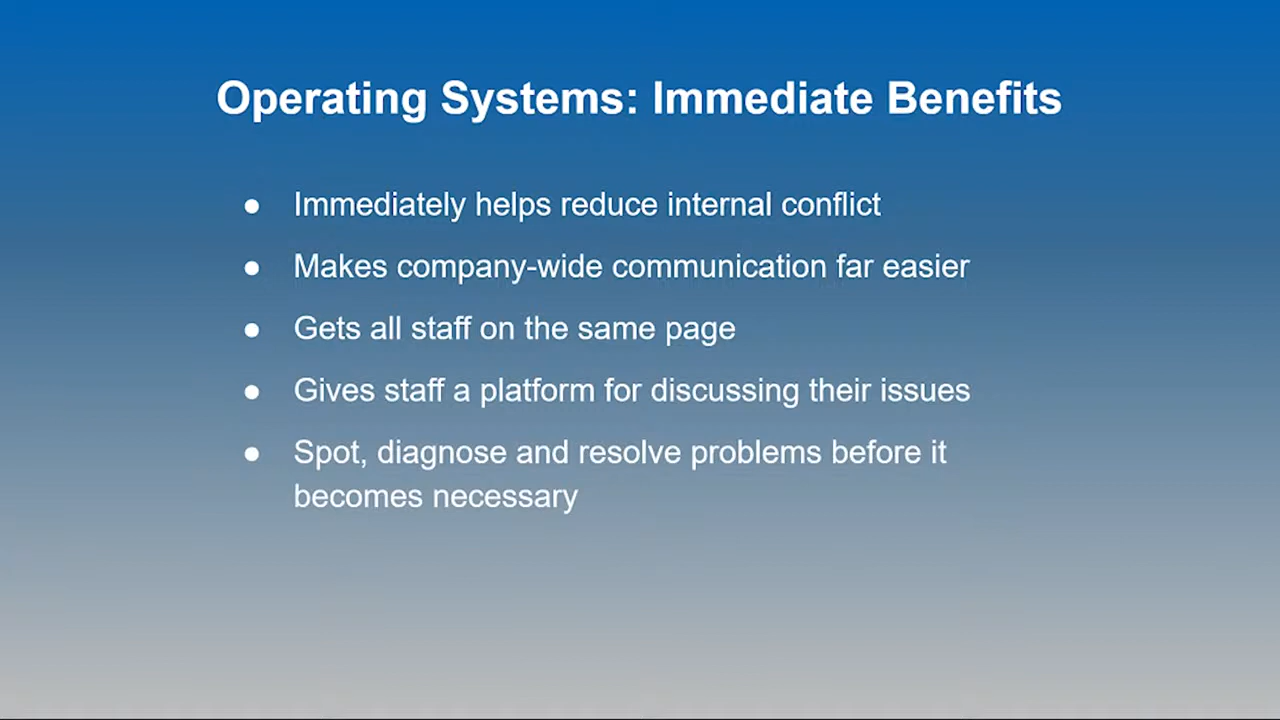 Operating Systems: Immediate Benefits
● Immediately helps reduce internal conflict
● Makes company-wide communication far easier
● Gets all staff on the same page
● Gives staff a platform for discussing their issues
● Spot, diagnose and resolve problems before it
becomes necessary